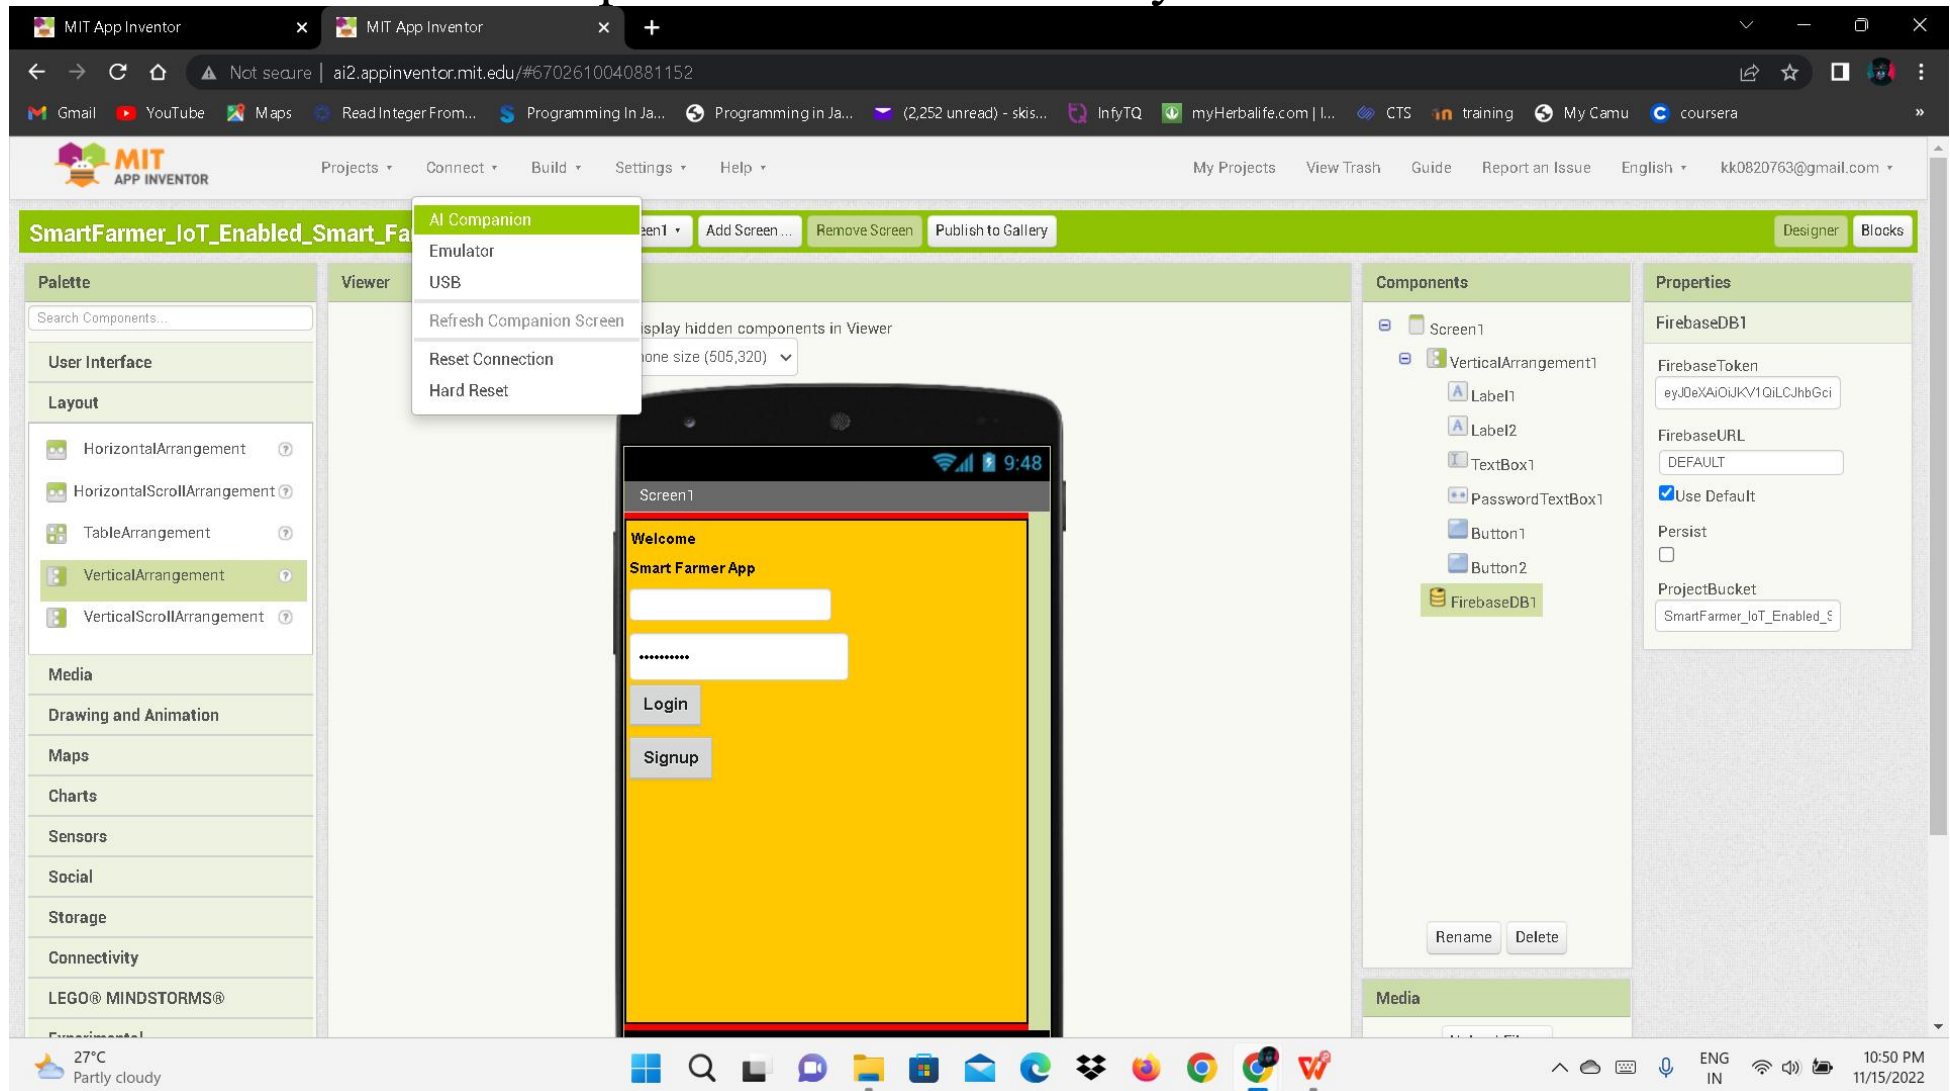 MIT App Inventor
MIT App Inventor
Not secure | ai2.appinventor.mit.edu/#6702610040881152
Gmail YouTube Maps Read Integer From... Programming In Ja... Programming in Ja... (2,252 unread) - skis... InfyTQ myHerbalife.com | I... CTS training My Camu coursera »
MIT
APP INVENTOR
Projects Connect Build Settings Help My Projects View Trash Guide Report an Issue English kk0820763@gmail.com
SmartFarmer_IoT_Enabled_Smart_Fa
Add Screen ... Remove Screen Publish to Gallery Designer Blocks
AI Companion
Emulator
USB
Refresh Companion Screen
Reset Connection
Hard Reset
Palette
Search Components...
User Interface
Layout
HorizontalArrangement
HorizontalScrollArrangement
TableArrangement
VerticalArrangement
VerticalScrollArrangement
Media
Drawing and Animation
Maps
Charts
Sensors
Social
Storage
Connectivity
LEGO® MINDSTORMS®
Viewer
isplay hidden components in Viewer
one size (505,320)
9:48
Screen1
Welcome
Smart Farmer App
Login
Signup
Components
Screen1
VerticalArrangement1
Label1
Label2
TextBox1
PasswordTextBox1
Button1
Button2
FirebaseDB1
Rename Delete
Media
Properties
FirebaseDB1
FirebaseToken
eyJ0eXAiOiJKV1QiLCJhbGci
FirebaseURL
DEFAULT
Use Default
Persist
ProjectBucket
SmartFarmer_IoT_Enabled_S
27°C
Partly cloudy
ENG
IN
10:50 PM
11/15/2022